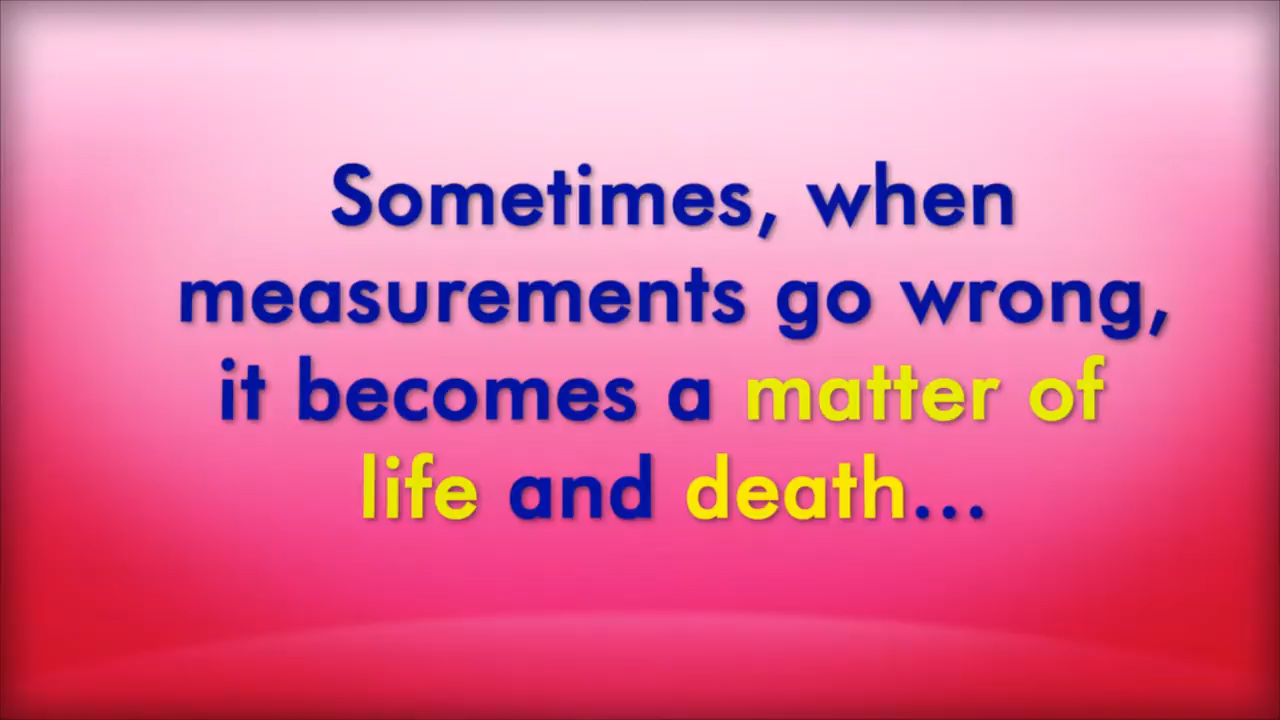 Sometimes, when
measurements go wrong,
it becomes a matter of
life and death...